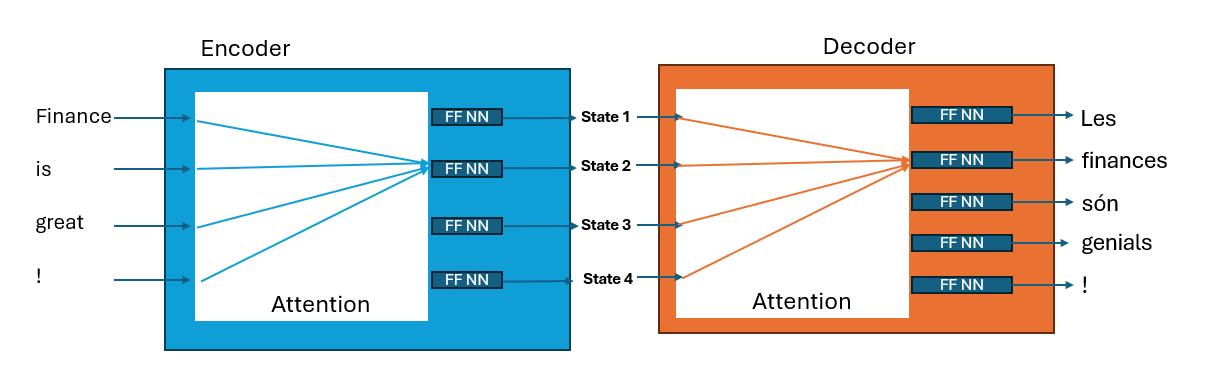 Encoder
Decoder
Finance
is
great
!
FF NN
FF NN
FF NN
FF NN
Attention
State 1
State 2
State 3
State 4
Attention
FF NN
FF NN
FF NN
FF NN
FF NN
Les
finances
són
genials
!